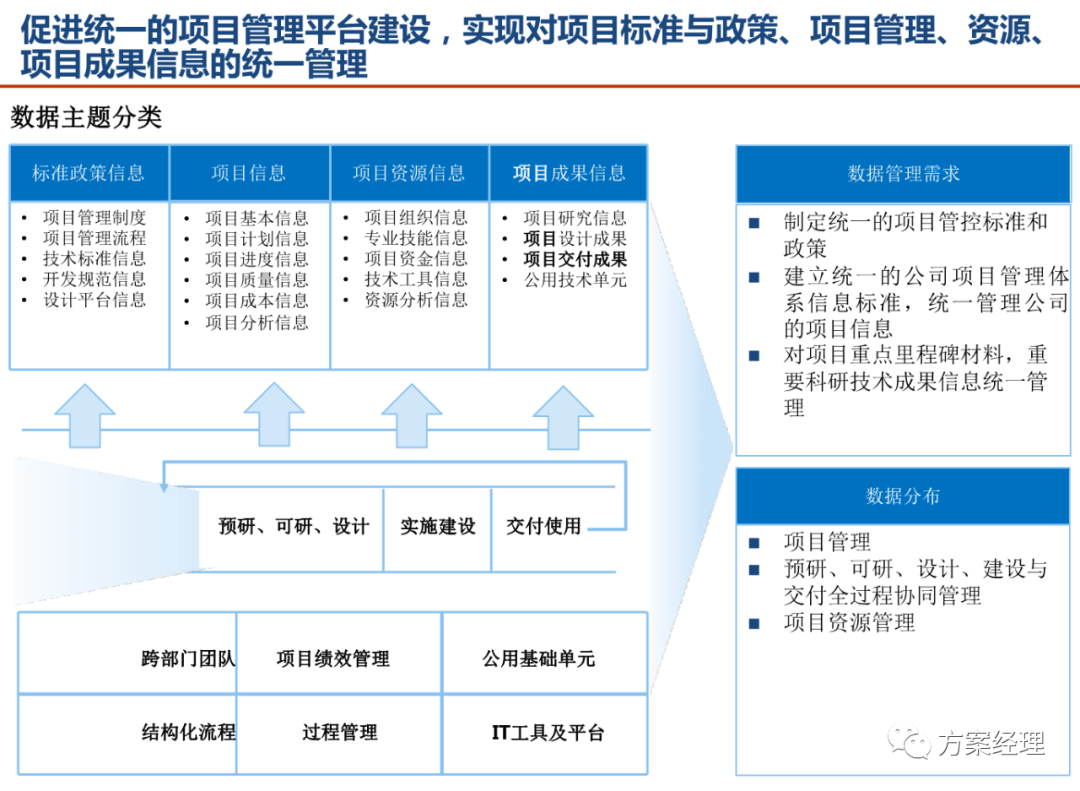 促进统一的项目管理平台建设，实现对项目标准与政策、项目管理、资源、
项目成果信息的统一管理
数据主题分类
标准政策信息
• 项目管理制度
• 项目管理流程
• 技术标准信息
• 开发规范信息
• 设计平台信息
项目信息
• 项目基本信息
• 项目计划信息
• 项目进度信息
• 项目质量信息
• 项目成本信息
• 项目分析信息
项目资源信息
• 项目组织信息
• 专业技能信息
• 项目资金信息
• 技术工具信息
• 资源分析信息
项目成果信息
• 项目研究信息
• 项目设计成果
• 项目交付成果
• 公用技术单元
预研、可研、设计
实施建设
交付使用
跨部门团队
项目绩效管理
公用基础单元
结构化流程
过程管理
IT工具及平台
数据管理需求
■ 制定统一的项目管控标准和
政策
■ 建立统一的公司项目管理体
系信息标准，统一管理公司
的项目信息
■ 对项目重点里程碑材料，重
要科研技术成果信息统一管
理
数据分布
■ 项目管理
■ 预研、可研、设计、建设与
交付全过程协同管理
■ 项目资源管理
方案经理